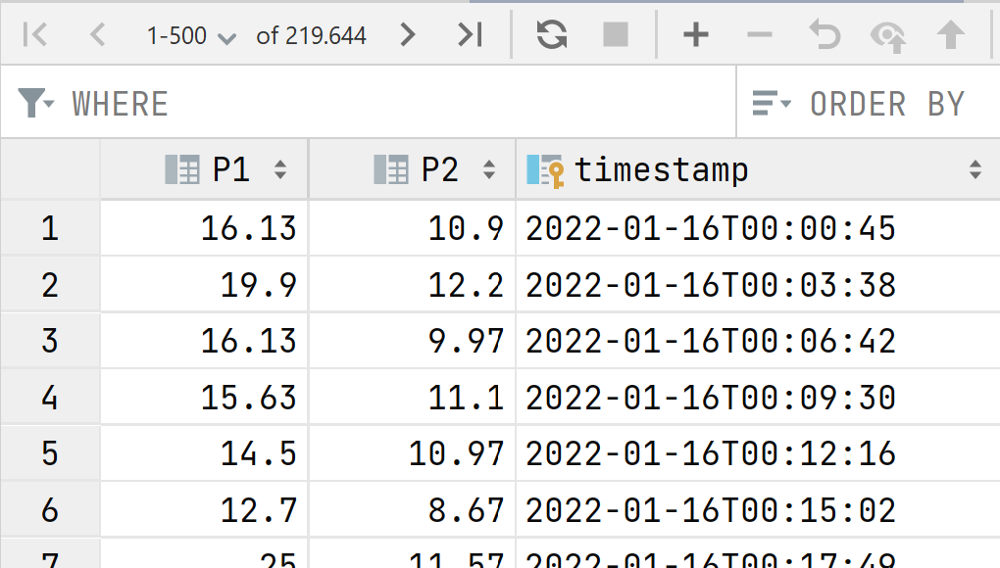 1-500 of 219.644
WHERE ORDER BY
P1 P2 timestamp
1 16.13 10.9 2022-01-16T00:00:45
2 19.9 12.2 2022-01-16T00:03:38
3 16.13 9.97 2022-01-16T00:06:42
4 15.63 11.1 2022-01-16T00:09:30
5 14.5 10.97 2022-01-16T00:12:16
6 12.7 8.67 2022-01-16T00:15:02
7 25 11.57 2022-01-16T00:17:49